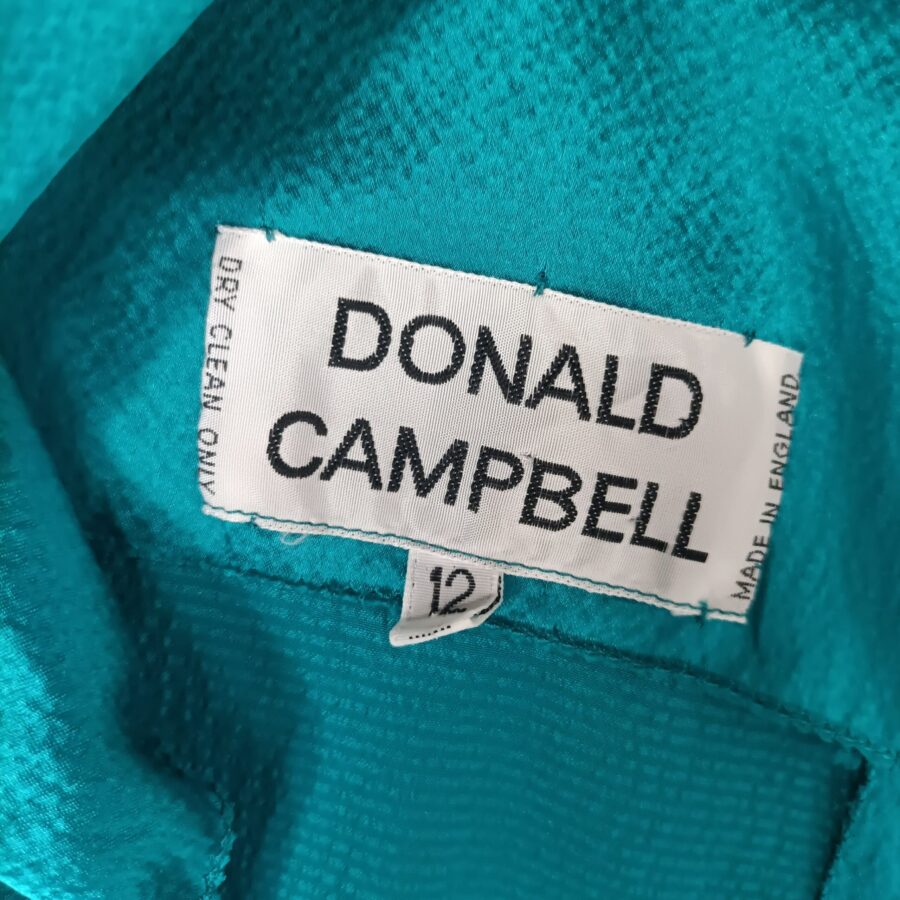 DRY CLEAN ONLY
DONALD
CAMPBELL
MADE IN ENGLAND
12